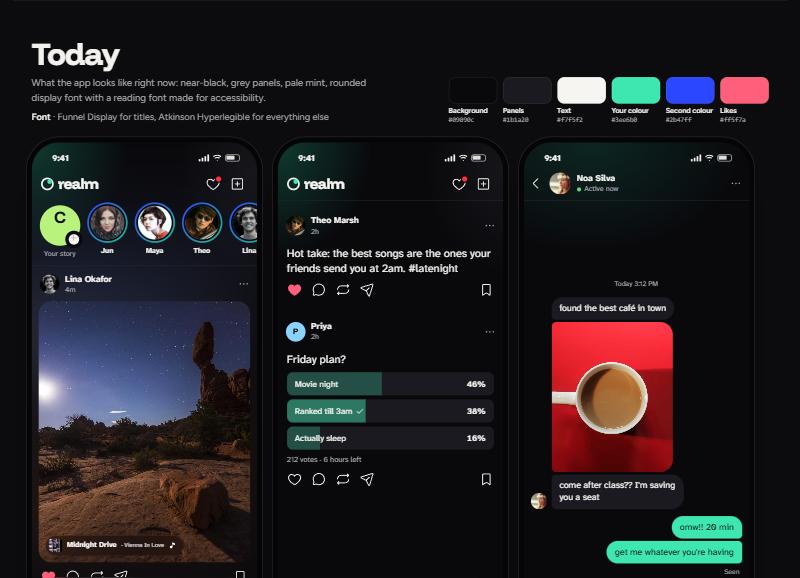 Today
What the app looks like right now: near-black, grey panels, pale mint, rounded
display font with a reading font made for accessibility.
Font · Funnel Display for titles, Atkinson Hyperlegible for everything else
Background
#09090c
Panels
#1b1a20
Text
#f7f5f2
Your colour
#3ee6b0
Second colour
#2b47ff
Likes
#ff5f7a
9:41
realm
C
Your story
Jun
Maya
Theo
Lina
Lina Okafor
4m
Midnight Drive - Vienna In Love
9:41
realm
Theo Marsh
2h
Hot take: the best songs are the ones your
friends send you at 2am. #latenight
P
Priya
2h
Friday plan?
Movie night 46%
Ranked till 3am 38%
Actually sleep 16%
212 votes · 6 hours left
9:41
Noa Silva
Active now
Today 3:12 PM
found the best café in town
come after class?? I'm saving
you a seat
omw!! 20 min
get me whatever you're having
Seen